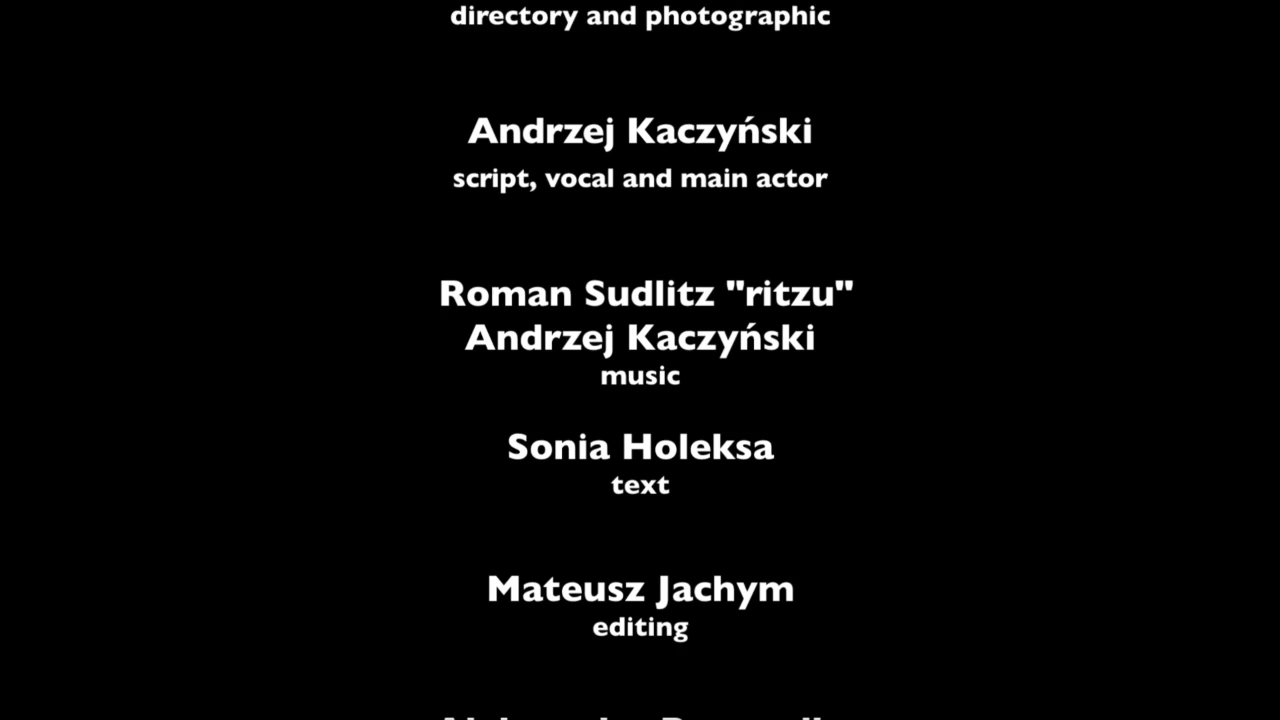 directory and photographic
Andrzej Kaczyński
script, vocal and main actor
Roman Sudlitz "ritzu"
Andrzej Kaczyński
music
Sonia Holeksa
text
Mateusz Jachym
editing